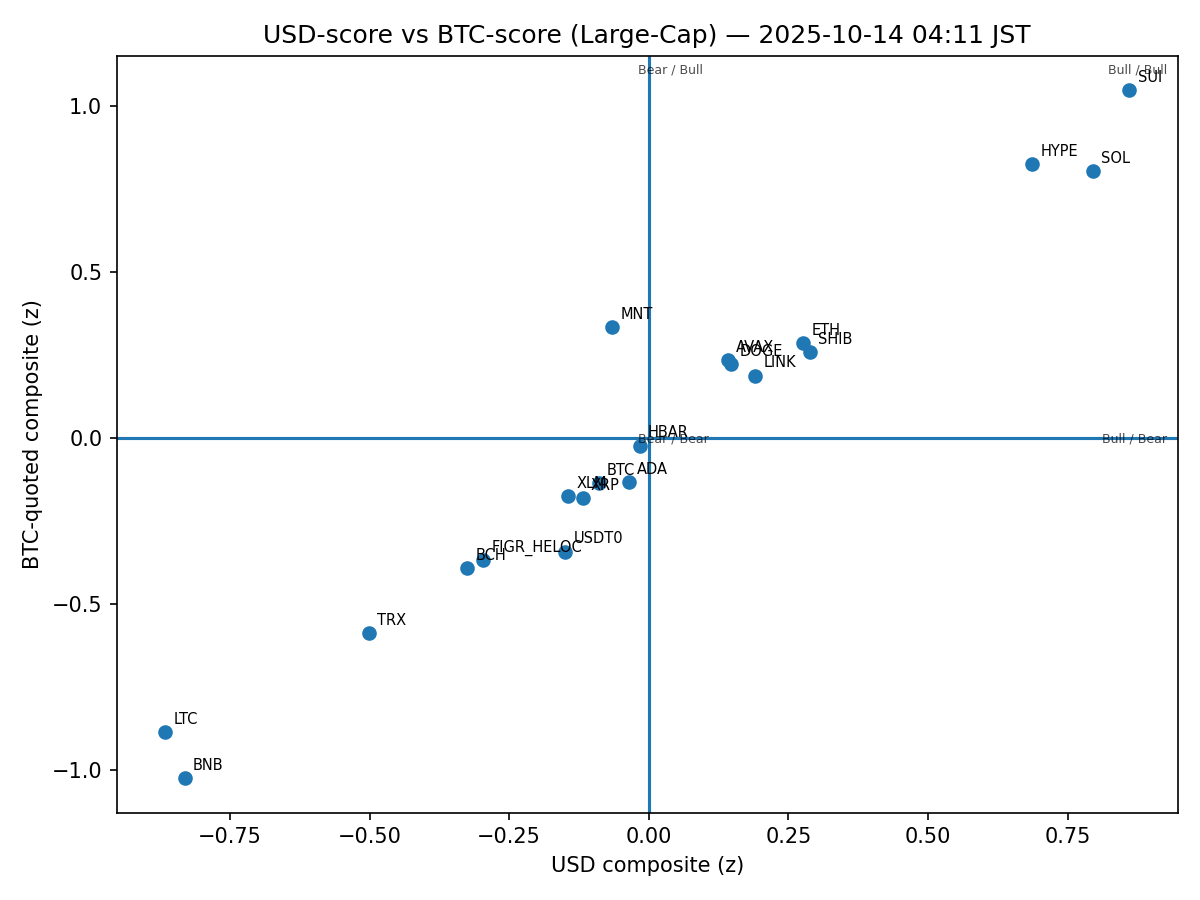 USD-score vs BTC-score (Large-Cap) — 2025-10-14 04:11 JST
Bear / Bull
Bull / Bull
SUI
HYPE
SOL
MNT
ETH
SHIB
AVAX
DOGE
LINK
HBAR
Bear / Bear
Bull / Bear
BTC
ADA
XLM
XRP
USDT0
FIGR_HELOC
BCH
TRX
LTC
BNB
1.0
0.5
0.0
−0.5
−1.0
BTC-quoted composite (z)
−0.75
−0.50
−0.25
0.00
0.25
0.50
0.75
USD composite (z)